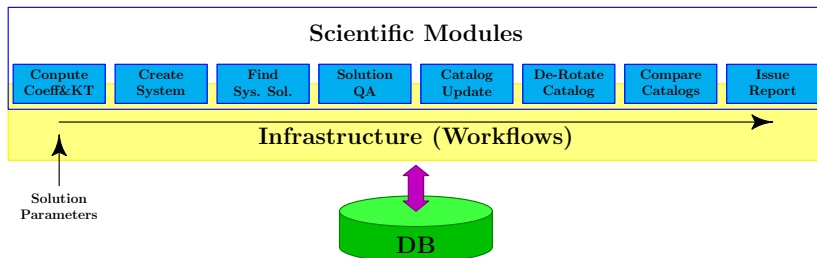 Scientific Modules
Conpute
Coeff&KT
Create
System
Find
Sys. Sol.
Solution
QA
Catalog
Update
De-Rotate
Catalog
Compare
Catalogs
Issue
Report
Infrastructure (Workflows)
Solution
Parameters
DB